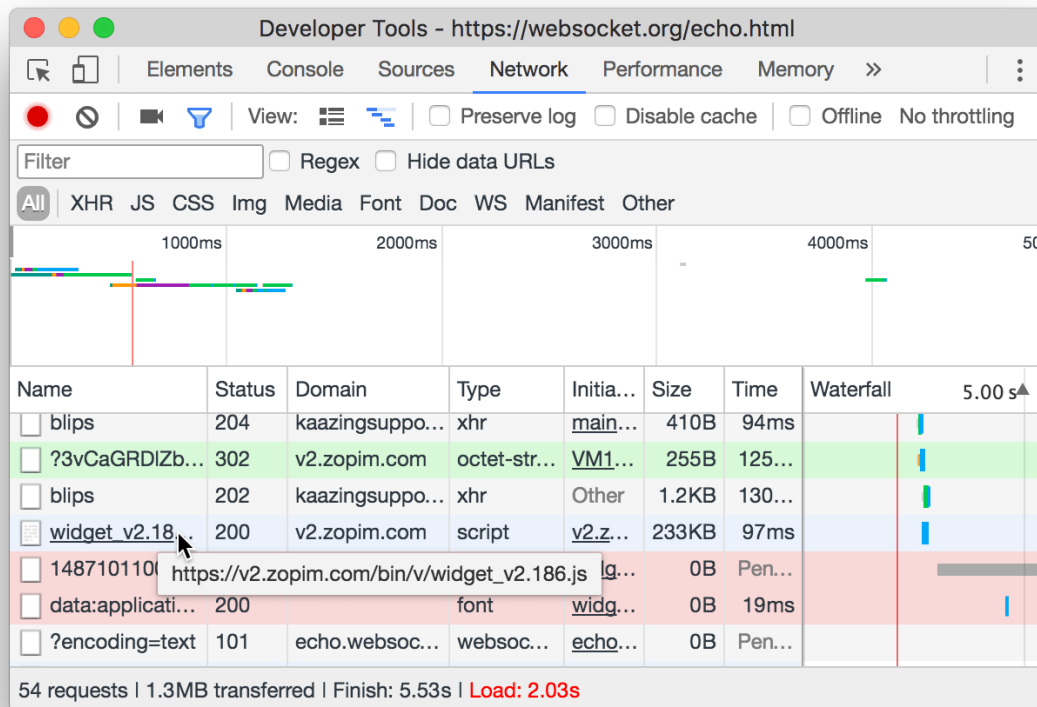 Developer Tools - https://websocket.org/echo.html
Elements Console Sources Network Performance Memory »
View: Preserve log Disable cache Offline No throttling
Filter Regex Hide data URLs
All XHR JS CSS Img Media Font Doc WS Manifest Other
1000ms 2000ms 3000ms 4000ms 50
Name Status Domain Type Initia... Size Time Waterfall 5.00 s
blips 204 kaazingsuppo... xhr main... 410B 94ms
?3vCaGRDlZb... 302 v2.zopim.com octet-str... VM1... 255B 125...
blips 202 kaazingsuppo... xhr Other 1.2KB 130...
widget_v2.18... 200 v2.zopim.com script v2.z... 233KB 97ms
1487101100 lg... 0B Pen...
https://v2.zopim.com/bin/v/widget_v2.186.js
data:applicati... 200 font widg... 0B 19ms
?encoding=text 101 echo.websoc... websoc... echo... 0B Pen...
54 requests | 1.3MB transferred | Finish: 5.53s | Load: 2.03s